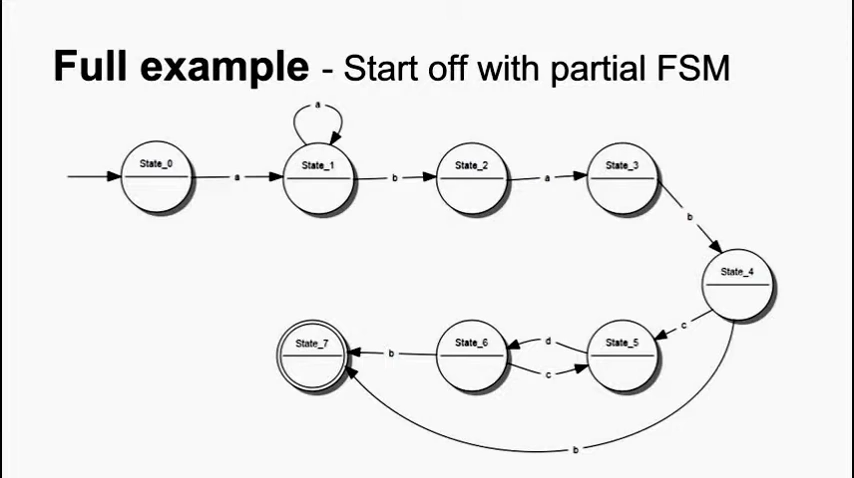 Full example - Start off with partial FSM
a
State_0
a
State_1
b
State_2
a
State_3
b
State_4
c
State_5
d
c
State_6
b
State_7
b